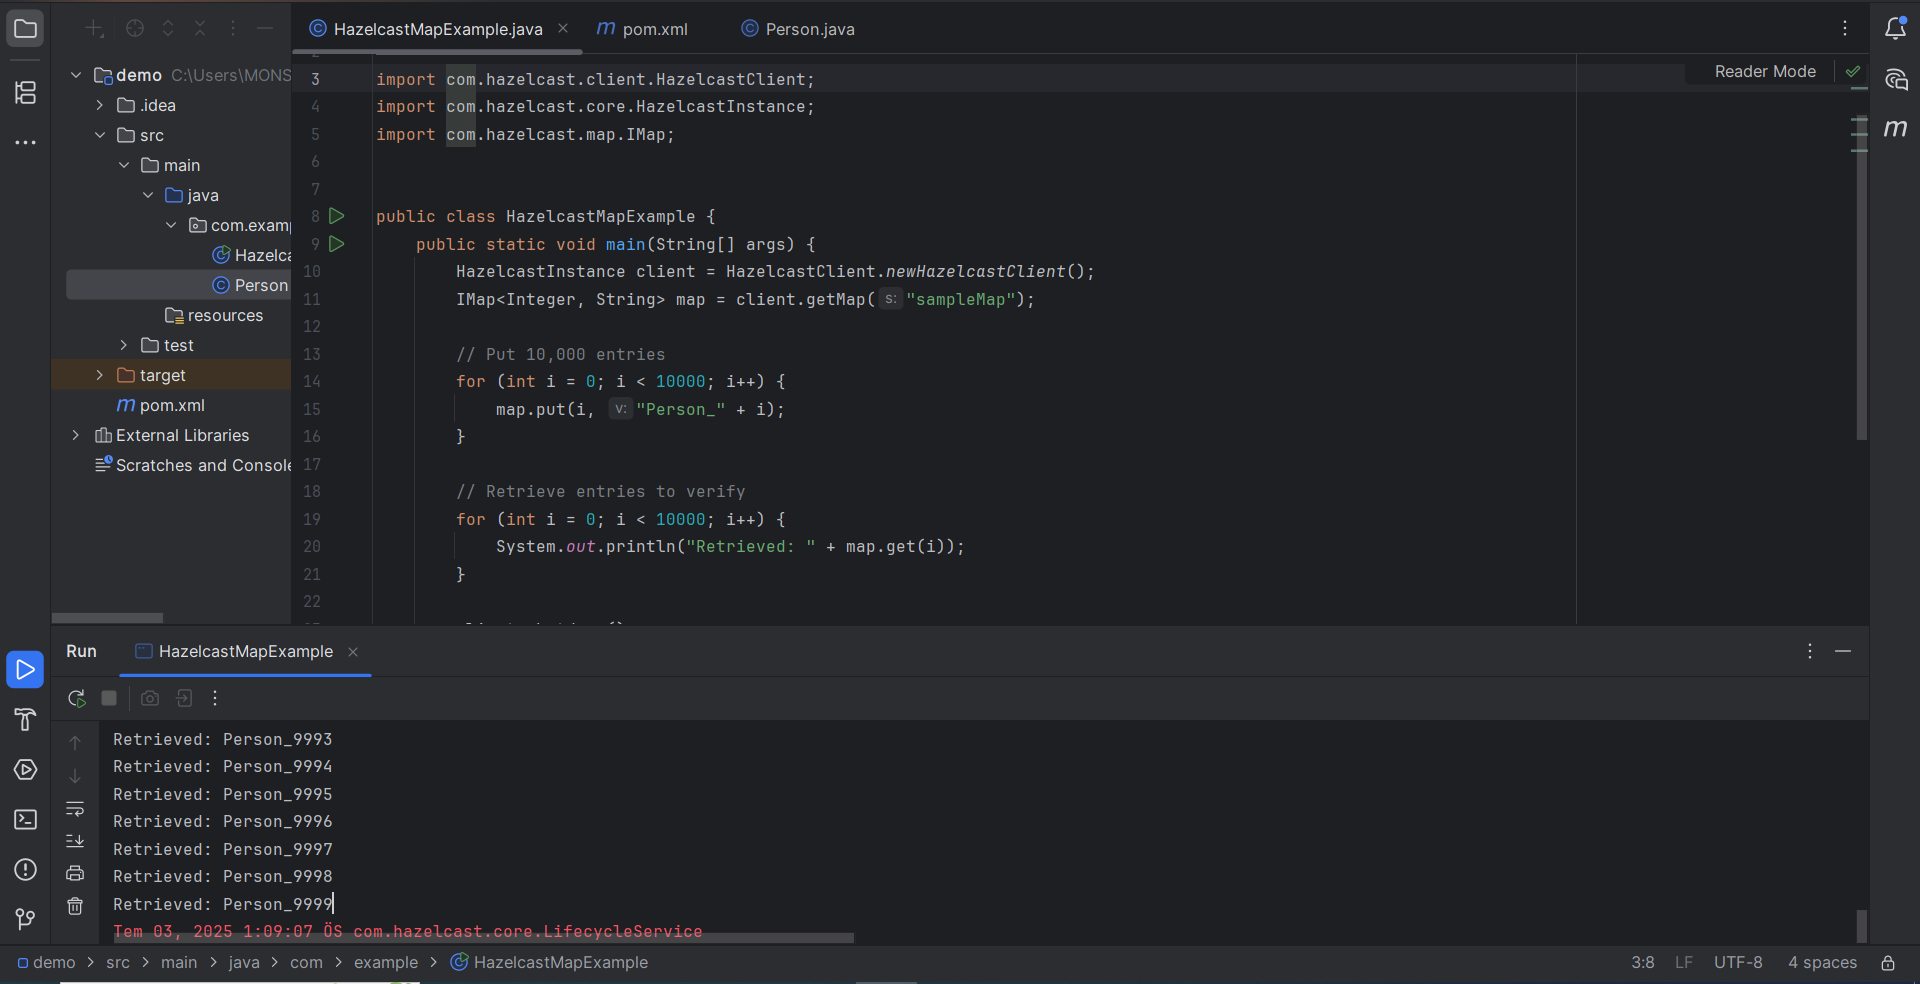 HazelcastMapExample.java
pom.xml
Person.java
demo C:\Users\MONS
.idea
src
main
java
com.examp
Hazelca
Person
resources
test
target
pom.xml
External Libraries
Scratches and Console
Reader Mode
3 import com.hazelcast.client.HazelcastClient;
4 import com.hazelcast.core.HazelcastInstance;
5 import com.hazelcast.map.IMap;
6
7
8 public class HazelcastMapExample {
9 public static void main(String[] args) {
10 HazelcastInstance client = HazelcastClient.newHazelcastClient();
11 IMap<Integer, String> map = client.getMap( s: "sampleMap");
12
13 // Put 10,000 entries
14 for (int i = 0; i < 10000; i++) {
15 map.put(i, v: "Person_" + i);
16 }
17
18 // Retrieve entries to verify
19 for (int i = 0; i < 10000; i++) {
20 System.out.println("Retrieved: " + map.get(i));
21 }
22
Run HazelcastMapExample
Retrieved: Person_9993
Retrieved: Person_9994
Retrieved: Person_9995
Retrieved: Person_9996
Retrieved: Person_9997
Retrieved: Person_9998
Retrieved: Person_9999
Tem 03, 2025 1:09:07 ÖS com.hazelcast.core.LifecycleService
demo > src > main > java > com > example > HazelcastMapExample
3:8 LF UTF-8 4 spaces